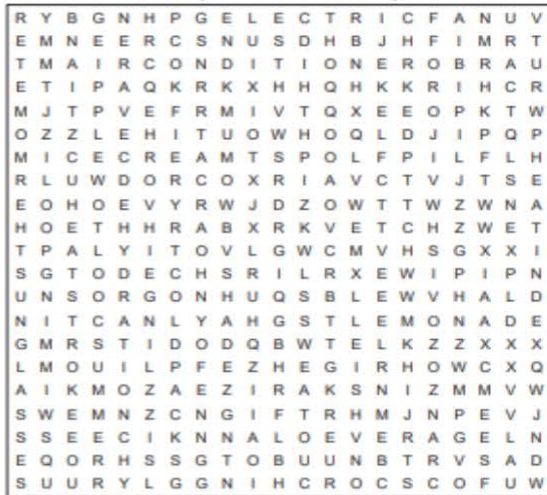 R Y B G N H P G E L E C T R I C F A N U V
E M N E E R C S N U S D H B J H F I M R T
T M A I R C O N D I T I O N E R O B R A U
E T I P A Q K R K X H H Q H K K R I H C R
M J T P V E F R M I V T Q X E E O P K T W
O Z Z L E H I T U O W H O Q L D J I P Q P
M I C E C R E A M T S P O L F P I L F L H
R L U W D O R C O X R I A V C T V J T S E
E O H O E V Y R W J D Z O W T T W Z W N A
H O E T H H R A B X R K V E T C H Z W E T
T P A L Y I T O V L G W C M V H S G X X I
S G T O D E C H S R I L R X E W I P I P N
U N S O R G O N H U Q S B L E W V H A L D
N I T C A N L Y A H G S T L E M O N A D E
G M R S T I D O D Q B W T E L K Z Z X X X
L M O U I L P F E Z H E G I R H O W C X Q
A I K M O Z A E Z I R A K S N I Z M M V W
S W E M N Z C N G I F T R H M J N P E V J
S S E E C I K N N A L O E V E R A G E L N
E Q O R H S S G T O B U U N B T R V S A D
S U U R Y L G G N I H C R O C S C O F U W